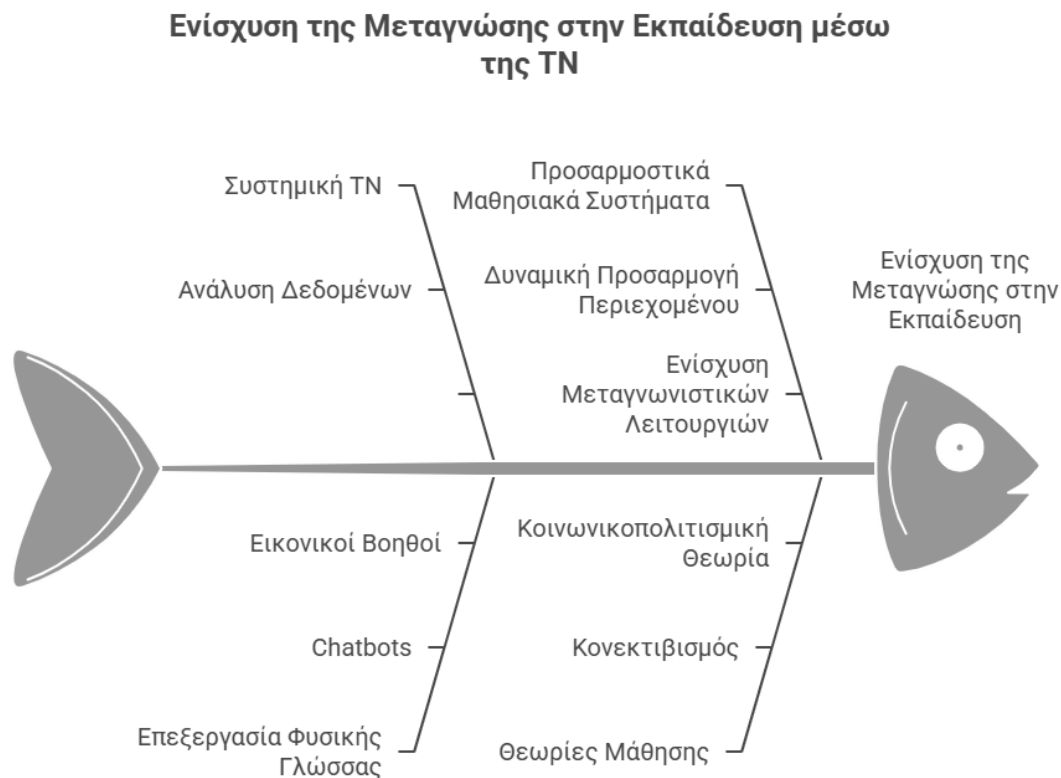 Ενίσχυση της Μεταγνώσης στην Εκπαίδευση μέσω
της ΤΝ
Συστημική ΤΝ
Ανάλυση Δεδομένων
Προσαρμοστικά
Μαθησιακά Συστήματα
Δυναμική Προσαρμογή
Περιεχομένου
Ενίσχυση
Μεταγνωνιστικών
Λειτουργιών
Ενίσχυση της
Μεταγνώσης στην
Εκπαίδευση
Εικονικοί Βοηθοί
Chatbots
Επεξεργασία Φυσικής
Γλώσσας
Κοινωνικοπολιτισμική
Θεωρία
Κονεκτιβισμός
Θεωρίες Μάθησης